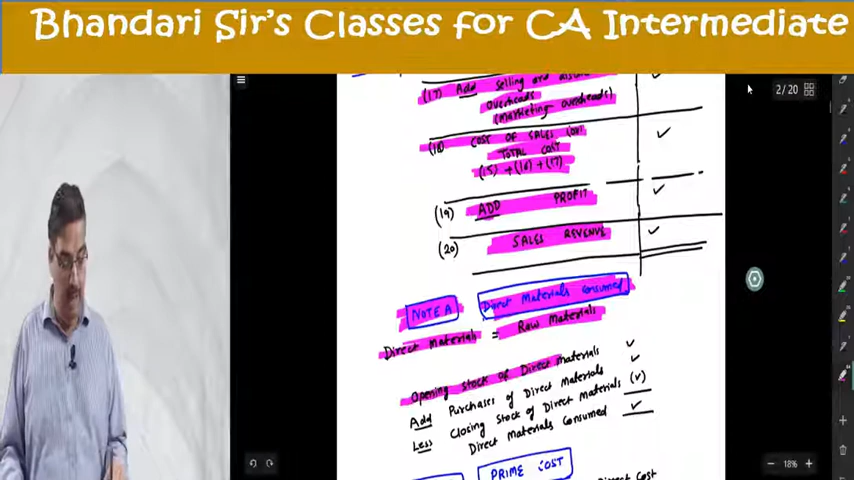 Bhandari Sir's Classes for CA Intermediate
2/20
(17) Add Selling and
overheads
(marketing overheads)
(18) COST OF SALES (or)
TOTAL COST
(15) + (16) + (17)
(19) ADD PROFIT
(20) SALES REVENUE
NOTE A Direct Materials Consumed
Direct Materials = Raw Materials
Opening stock of Direct materials
Add Purchases of Direct Materials
Less Closing Stock of Direct Materials
Direct Materials Consumed
PRIME COST
Direct Cost
18%